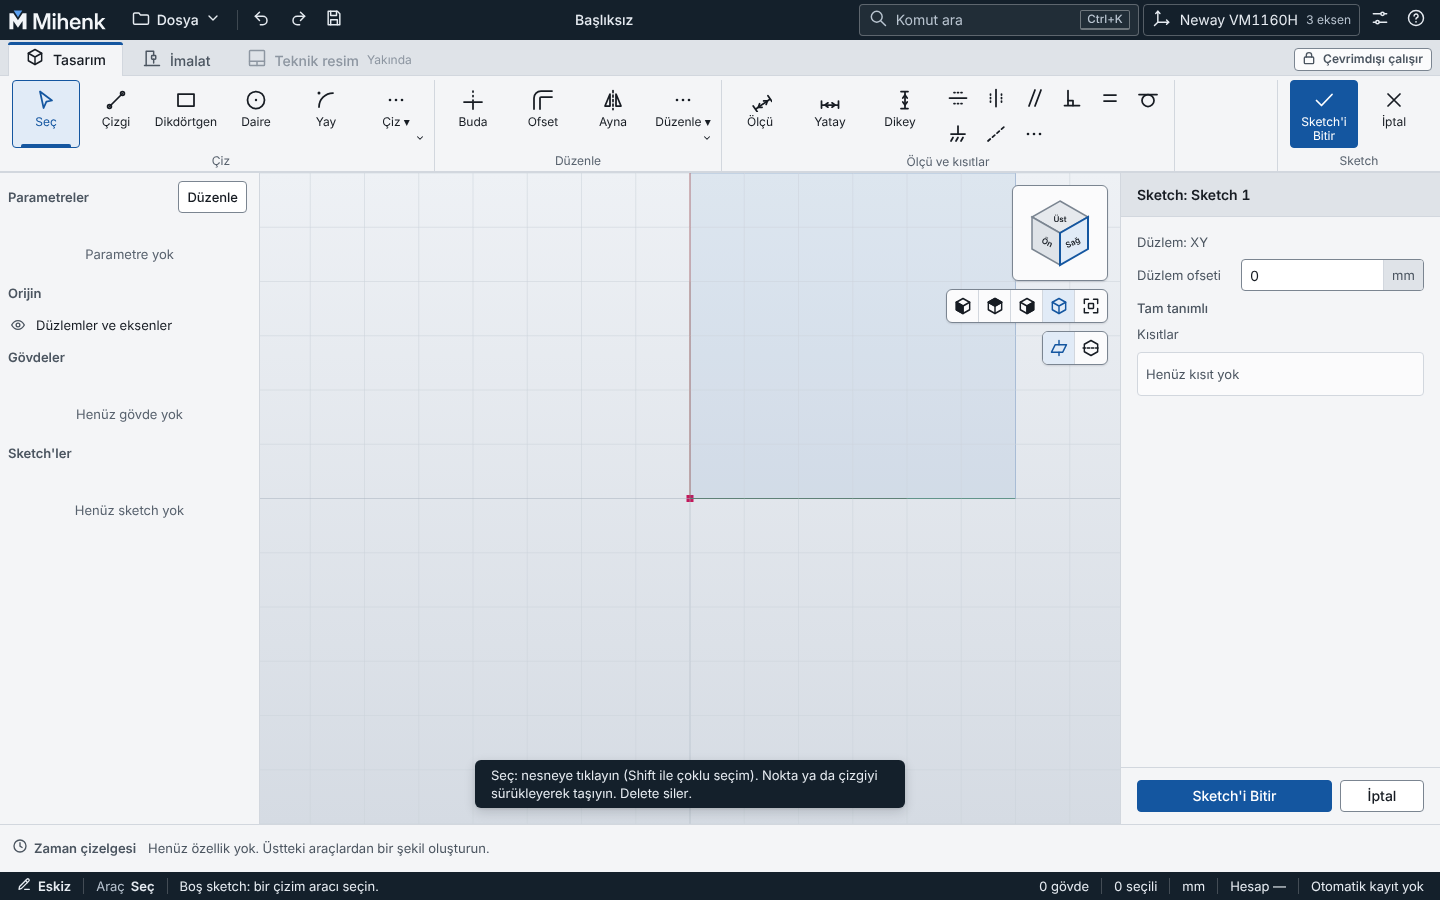 Mihenk
Dosya
Başlıksız
Komut ara
Ctrl+K
Neway VM1160H 3 eksen
Tasarım
İmalat
Teknik resim Yakında
Çevrimdışı çalışır
Seç
Çizgi
Dikdörtgen
Daire
Yay
Çiz ▾
Çiz
Buda
Ofset
Ayna
Düzenle ▾
Düzenle
Ölçü
Yatay
Dikey
Ölçü ve kısıtlar
Sketch'i
Bitir
İptal
Sketch
Parametreler
Düzenle
Parametre yok
Orijin
Düzlemler ve eksenler
Gövdeler
Henüz gövde yok
Sketch'ler
Henüz sketch yok
Üst
Ön
Sağ
Seç: nesneye tıklayın (Shift ile çoklu seçim). Nokta ya da çizgiyi
sürükleyerek taşıyın. Delete siler.
Sketch: Sketch 1
Düzlem: XY
Düzlem ofseti
0
mm
Tam tanımlı
Kısıtlar
Henüz kısıt yok
Sketch'i Bitir
İptal
Zaman çizelgesi Henüz özellik yok. Üstteki araçlardan bir şekil oluşturun.
Eskiz
Araç Seç
Boş sketch: bir çizim aracı seçin.
0 gövde
0 seçili
mm
Hesap —
Otomatik kayıt yok